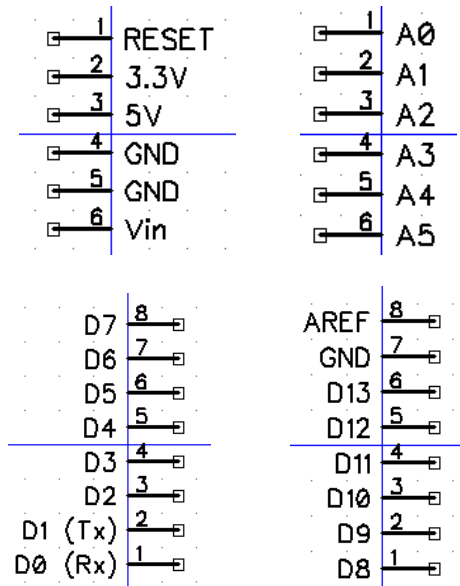 1 RESET
2 3.3V
3 5V
4 GND
5 GND
6 Vin
1 A0
2 A1
3 A2
4 A3
5 A4
6 A5
D7 8
D6 7
D5 6
D4 5
D3 4
D2 3
D1 (Tx) 2
D0 (Rx) 1
AREF 8
GND 7
D13 6
D12 5
D11 4
D10 3
D9 2
D8 1